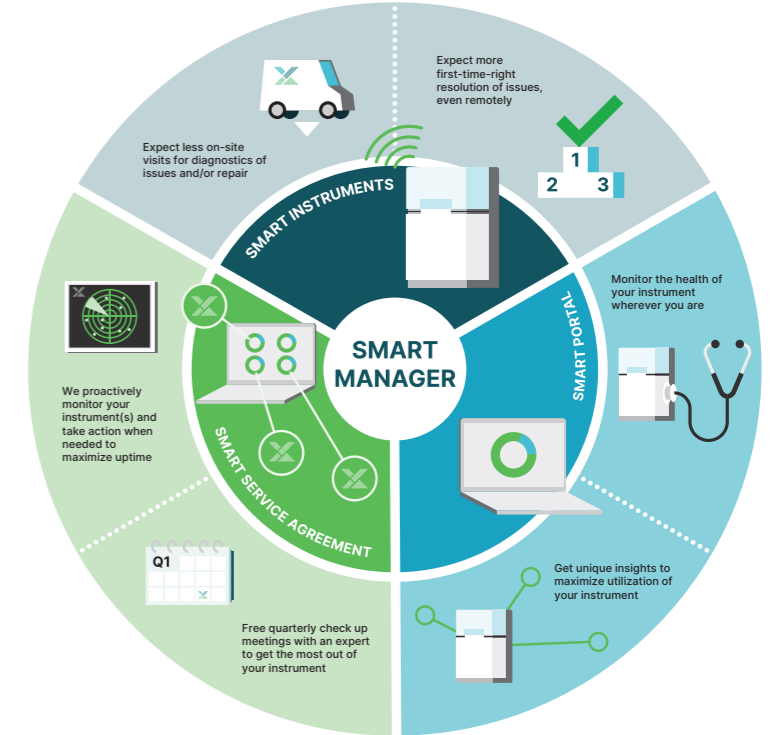 Expect more
first-time-right
resolution of issues,
even remotely
Expect less on-site
visits for diagnostics of
issues and/or repair
1
2
3
SMART INSTRUMENTS
Monitor the health of
your instrument
wherever you are
SMART PORTAL
SMART
MANAGER
We proactively
monitor your
instrument(s) and
take action when
needed to
maximize uptime
SMART SERVICE AGREEMENT
Q1
Get unique insights to
maximize utilization of
your instrument
Free quarterly check up
meetings with an expert
to get the most out of
your instrument